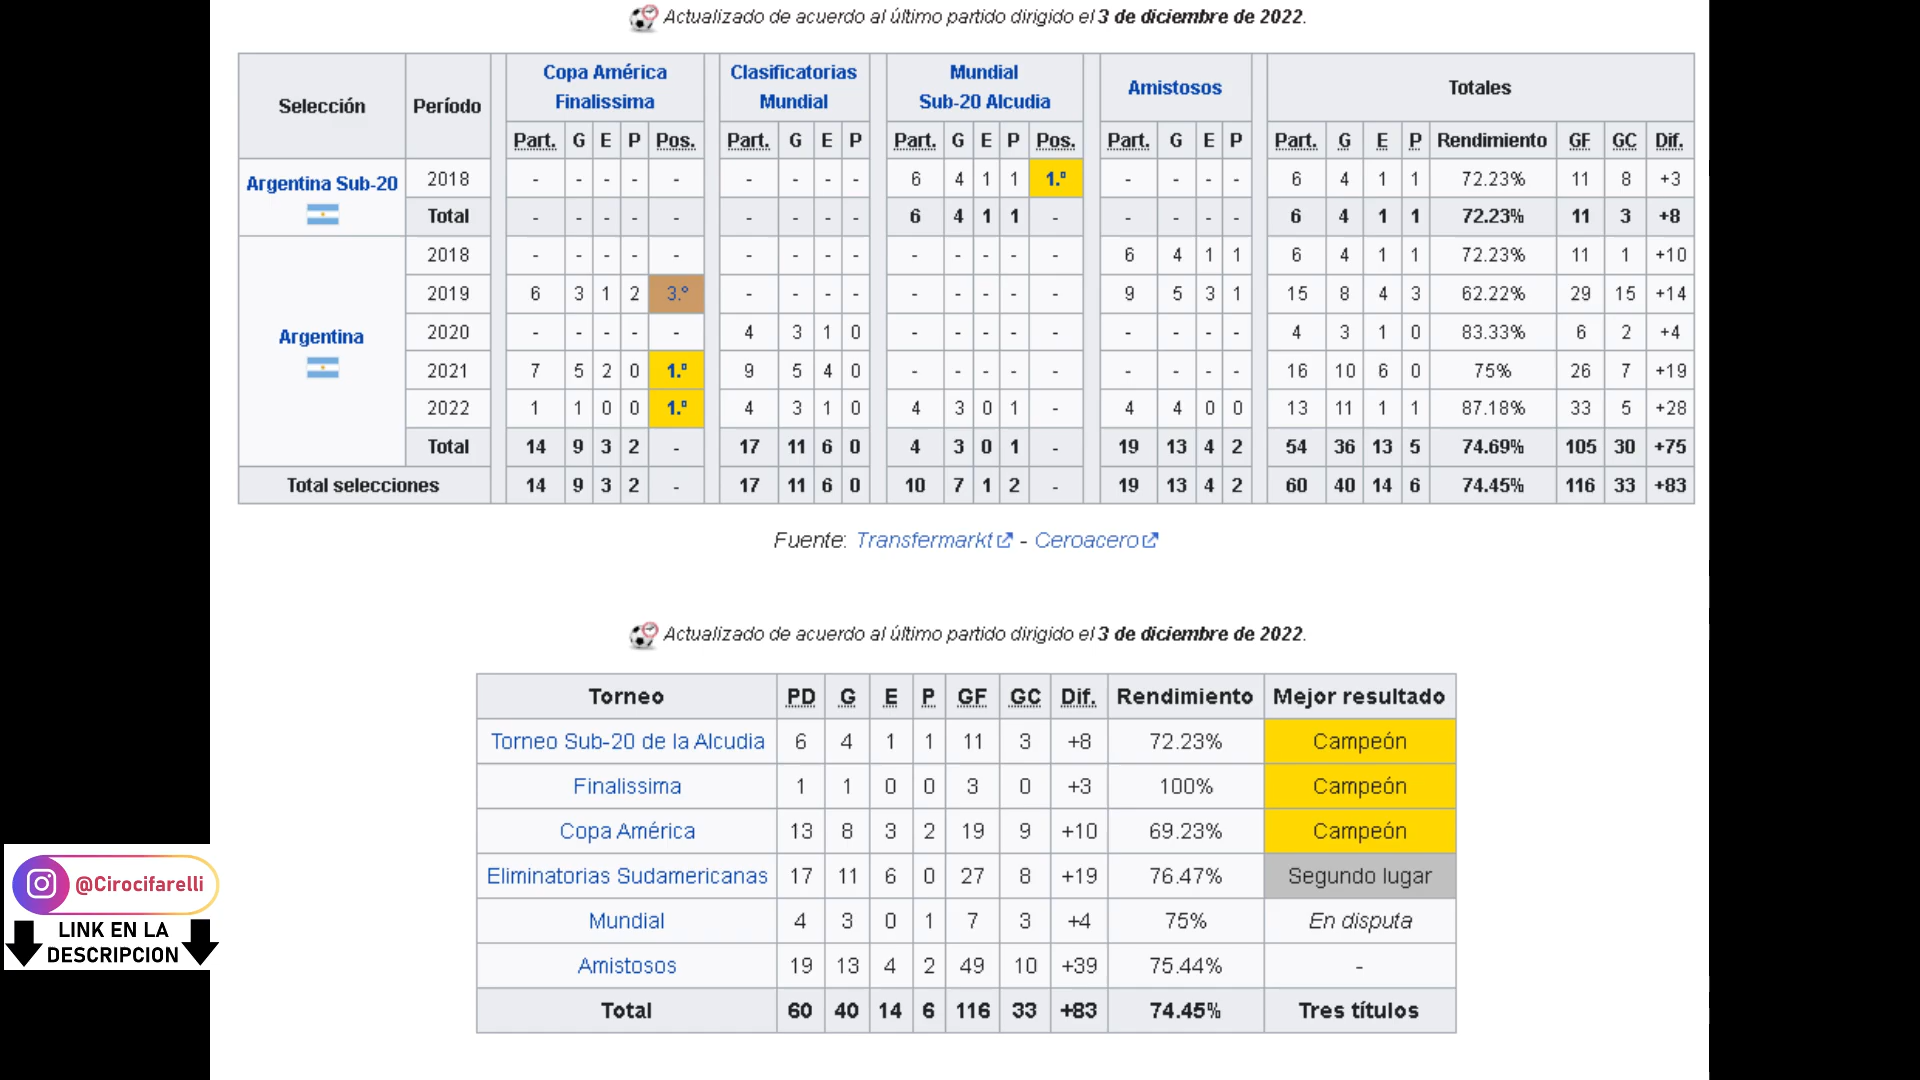 Actualizado de acuerdo al último partido dirigido el 3 de diciembre de 2022.
Selección Período Copa América Finalissima Clasificatorias Mundial Mundial Sub-20 Alcudia Amistosos Totales
Part. G E P Pos. Part. G E P Part. G E P Pos. Part. G E P Part. G E P Rendimiento GF GC Dif.
Argentina Sub-20 2018 - - - - - - - - - 6 4 1 1 1.º - - - - 6 4 1 1 72.23% 11 8 +3
Total - - - - - - - - - 6 4 1 1 - - - - - 6 4 1 1 72.23% 11 3 +8
Argentina 2018 - - - - - - - - - - - - - - 6 4 1 1 6 4 1 1 72.23% 11 1 +10
2019 6 3 1 2 3.º - - - - - - - - - 9 5 3 1 15 8 4 3 62.22% 29 15 +14
2020 - - - - - 4 3 1 0 - - - - - - - - - 4 3 1 0 83.33% 6 2 +4
2021 7 5 2 0 1.º 9 5 4 0 - - - - - - - - - 16 10 6 0 75% 26 7 +19
2022 1 1 0 0 1.º 4 3 1 0 4 3 0 1 - 4 4 0 0 13 11 1 1 87.18% 33 5 +28
Total 14 9 3 2 - 17 11 6 0 4 3 0 1 - 19 13 4 2 54 36 13 5 74.69% 105 30 +75
Total selecciones 14 9 3 2 - 17 11 6 0 10 7 1 2 - 19 13 4 2 60 40 14 6 74.45% 116 33 +83
Fuente: Transfermarkt - Ceroacero
Actualizado de acuerdo al último partido dirigido el 3 de diciembre de 2022.
Torneo PD G E P GF GC Dif. Rendimiento Mejor resultado
Torneo Sub-20 de la Alcudia 6 4 1 1 11 3 +8 72.23% Campeón
Finalissima 1 1 0 0 3 0 +3 100% Campeón
Copa América 13 8 3 2 19 9 +10 69.23% Campeón
Eliminatorias Sudamericanas 17 11 6 0 27 8 +19 76.47% Segundo lugar
Mundial 4 3 0 1 7 3 +4 75% En disputa
Amistosos 19 13 4 2 49 10 +39 75.44% -
Total 60 40 14 6 116 33 +83 74.45% Tres títulos
@Cirocifarelli
LINK EN LA
DESCRIPCION